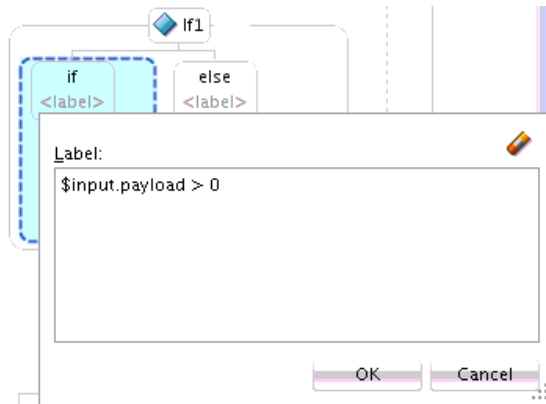 If1
if
else
<label>
<label>
Label:
$input.payload > 0
OK
Cancel